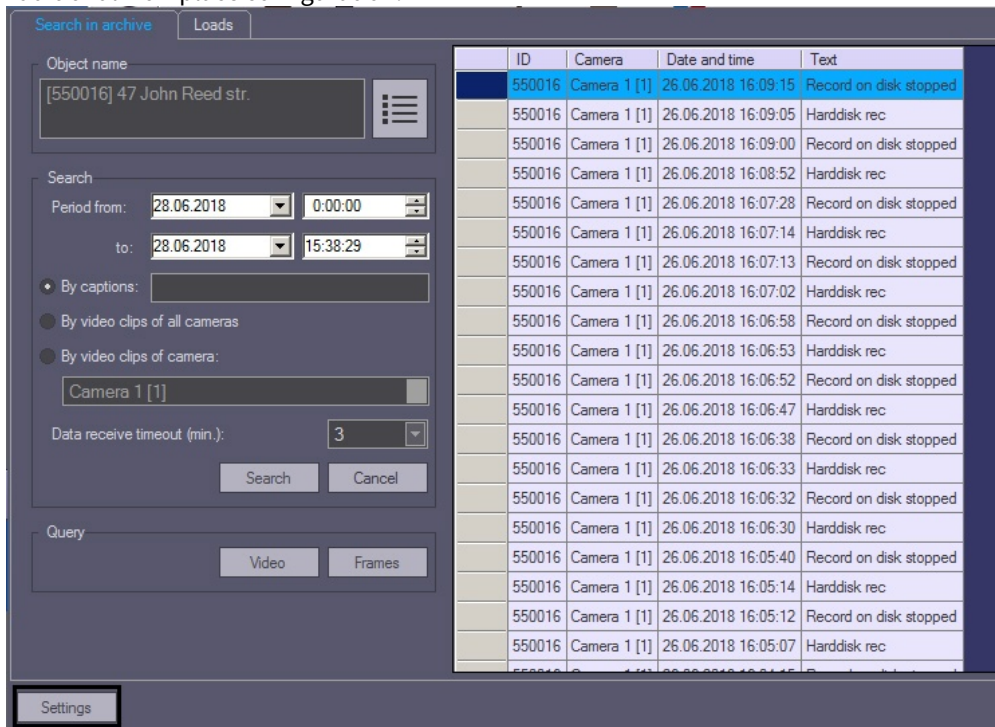 Search in archive Loads
Object name
[550016] 47 John Reed str.
Search
Period from: 28.06.2018 0:00:00
to: 28.06.2018 15:38:29
By captions:
By video clips of all cameras
By video clips of camera:
Camera 1 [1]
Data receive timeout (min.): 3
Search Cancel
Query
Video Frames
ID Camera Date and time Text
550016 Camera 1 [1] 26.06.2018 16:09:15 Record on disk stopped
550016 Camera 1 [1] 26.06.2018 16:09:05 Harddisk rec
550016 Camera 1 [1] 26.06.2018 16:09:00 Record on disk stopped
550016 Camera 1 [1] 26.06.2018 16:08:52 Harddisk rec
550016 Camera 1 [1] 26.06.2018 16:07:28 Record on disk stopped
550016 Camera 1 [1] 26.06.2018 16:07:14 Harddisk rec
550016 Camera 1 [1] 26.06.2018 16:07:13 Record on disk stopped
550016 Camera 1 [1] 26.06.2018 16:07:02 Harddisk rec
550016 Camera 1 [1] 26.06.2018 16:06:58 Record on disk stopped
550016 Camera 1 [1] 26.06.2018 16:06:53 Harddisk rec
550016 Camera 1 [1] 26.06.2018 16:06:52 Record on disk stopped
550016 Camera 1 [1] 26.06.2018 16:06:47 Harddisk rec
550016 Camera 1 [1] 26.06.2018 16:06:38 Record on disk stopped
550016 Camera 1 [1] 26.06.2018 16:06:33 Harddisk rec
550016 Camera 1 [1] 26.06.2018 16:06:32 Record on disk stopped
550016 Camera 1 [1] 26.06.2018 16:06:30 Harddisk rec
550016 Camera 1 [1] 26.06.2018 16:05:40 Record on disk stopped
550016 Camera 1 [1] 26.06.2018 16:05:14 Harddisk rec
550016 Camera 1 [1] 26.06.2018 16:05:12 Record on disk stopped
550016 Camera 1 [1] 26.06.2018 16:05:07 Harddisk rec
Settings